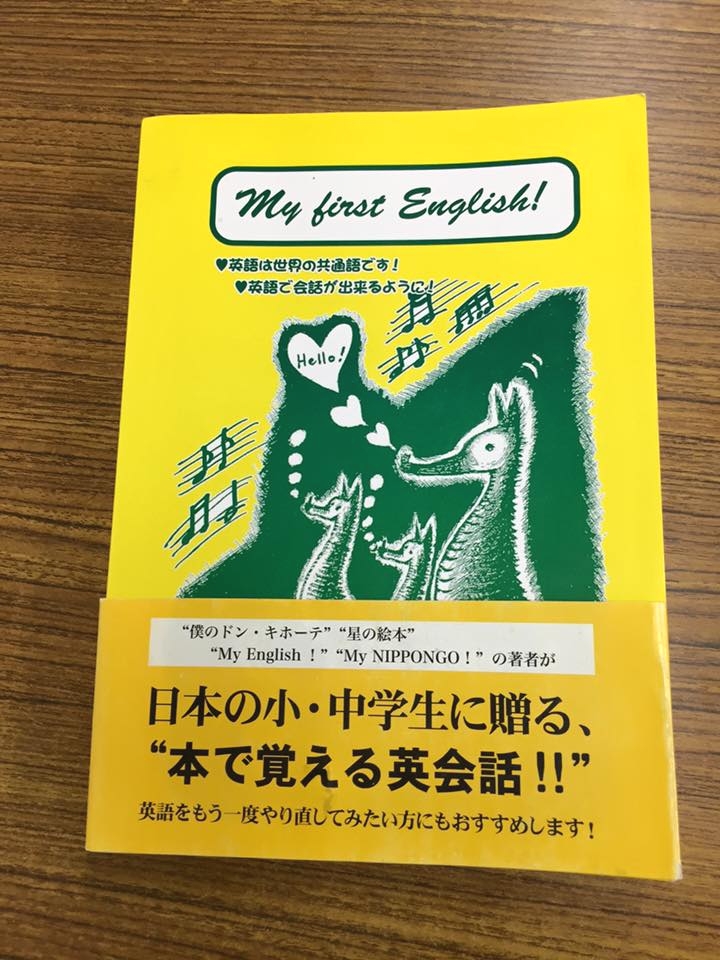 My first English!
♥英語は世界の共通語です!
♥英語で会話が出来るように!
Hello!
“僕のドン・キホーテ”“星の絵本”
“My English !”“My NIPPONGO!”の著者が
日本の小・中学生に贈る、
“本で覚える英会話!!”
英語をもう一度やり直してみたい方にもおすすめします!